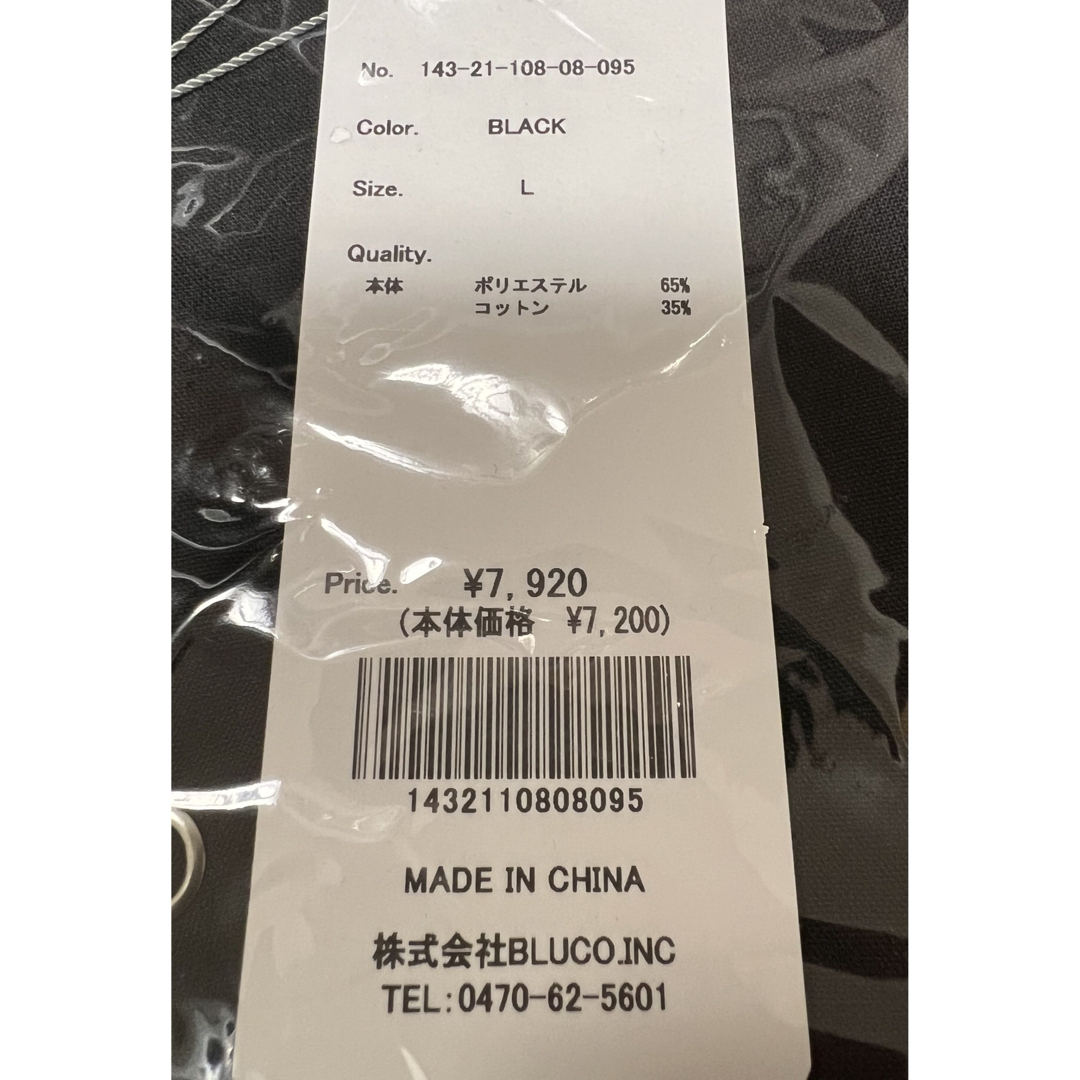 No. 143-21-108-08-095
Color. BLACK
Size. L
Quality.
本体 ポリエステル 65%
コットン 35%
Price. ¥7,920
(本体価格 ¥7,200)
1432110808095
MADE IN CHINA
株式会社BLUCO.INC
TEL:0470-62-5601